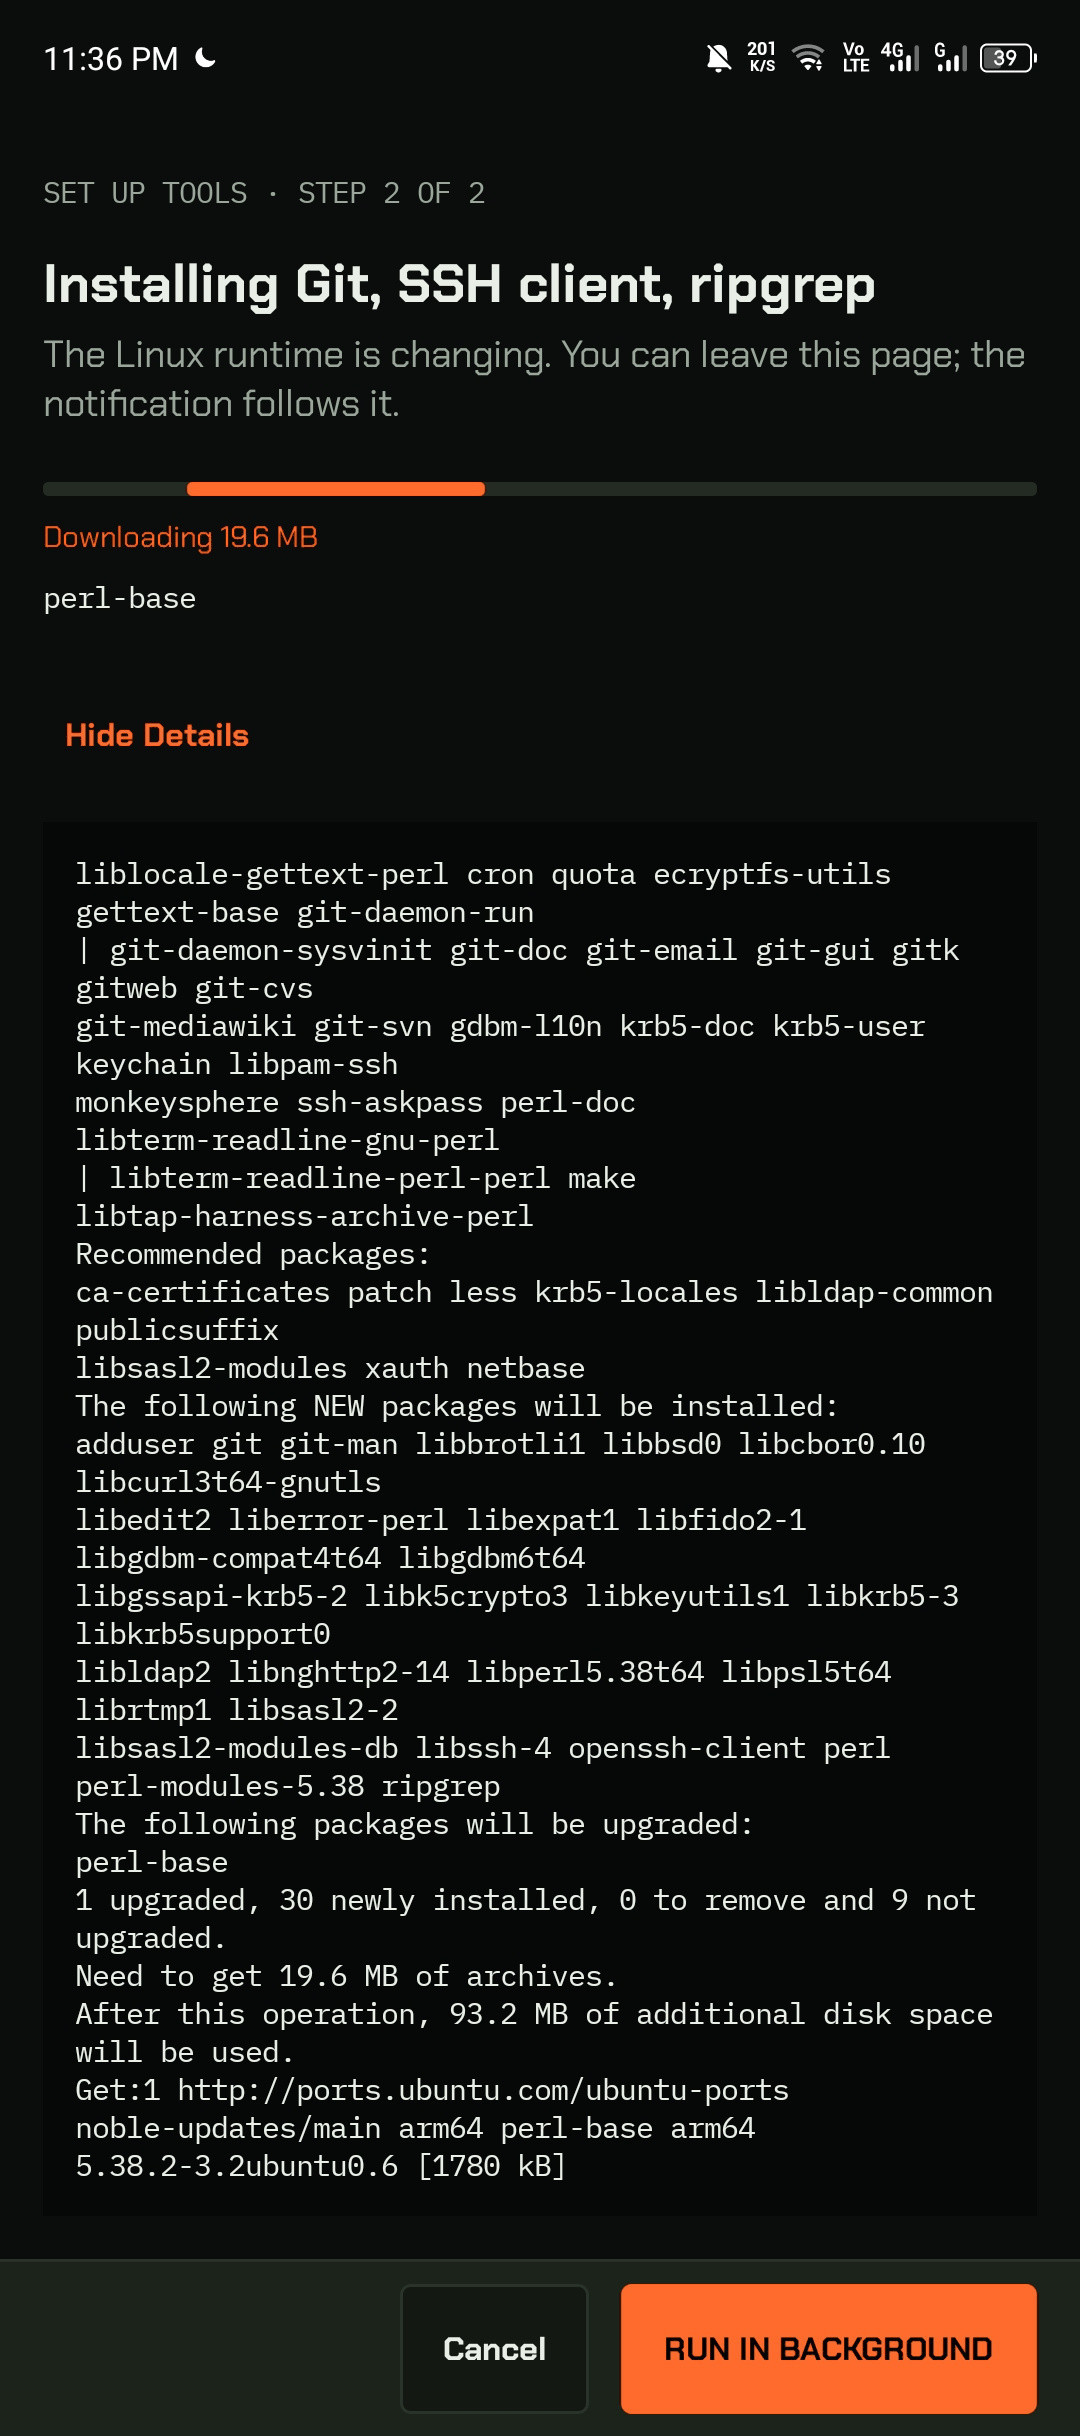 11:36 PM 201 K/S Vo LTE 4G G 39
SET UP TOOLS · STEP 2 OF 2
Installing Git, SSH client, ripgrep
The Linux runtime is changing. You can leave this page; the
notification follows it.
Downloading 19.6 MB
perl-base
Hide Details
liblocale-gettext-perl cron quota ecryptfs-utils
gettext-base git-daemon-run
| git-daemon-sysvinit git-doc git-email git-gui gitk
gitweb git-cvs
git-mediawiki git-svn gdbm-l10n krb5-doc krb5-user
keychain libpam-ssh
monkeysphere ssh-askpass perl-doc
libterm-readline-gnu-perl
| libterm-readline-perl-perl make
libtap-harness-archive-perl
Recommended packages:
ca-certificates patch less krb5-locales libldap-common
publicsuffix
libsasl2-modules xauth netbase
The following NEW packages will be installed:
adduser git git-man libbrotli1 libbsd0 libcbor0.10
libcurl3t64-gnutls
libedit2 liberror-perl libexpat1 libfido2-1
libgdbm-compat4t64 libgdbm6t64
libgssapi-krb5-2 libk5crypto3 libkeyutils1 libkrb5-3
libkrb5support0
libldap2 libnghttp2-14 libperl5.38t64 libpsl5t64
librtmp1 libsasl2-2
libsasl2-modules-db libssh-4 openssh-client perl
perl-modules-5.38 ripgrep
The following packages will be upgraded:
perl-base
1 upgraded, 30 newly installed, 0 to remove and 9 not
upgraded.
Need to get 19.6 MB of archives.
After this operation, 93.2 MB of additional disk space
will be used.
Get:1 http://ports.ubuntu.com/ubuntu-ports
noble-updates/main arm64 perl-base arm64
5.38.2-3.2ubuntu0.6 [1780 kB]
Cancel
RUN IN BACKGROUND